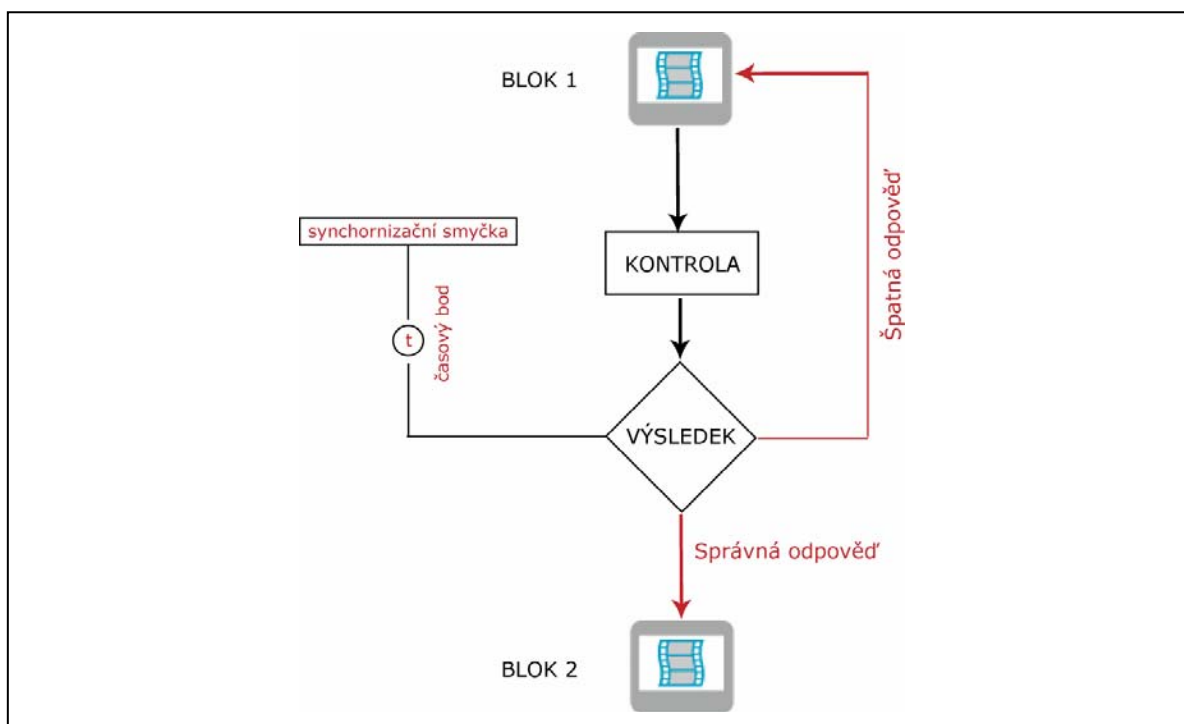 BLOK 1
synchornizační smyčka
KONTROLA
Špatná odpověď
t
časový bod
VÝSLEDEK
Správná odpověď
BLOK 2